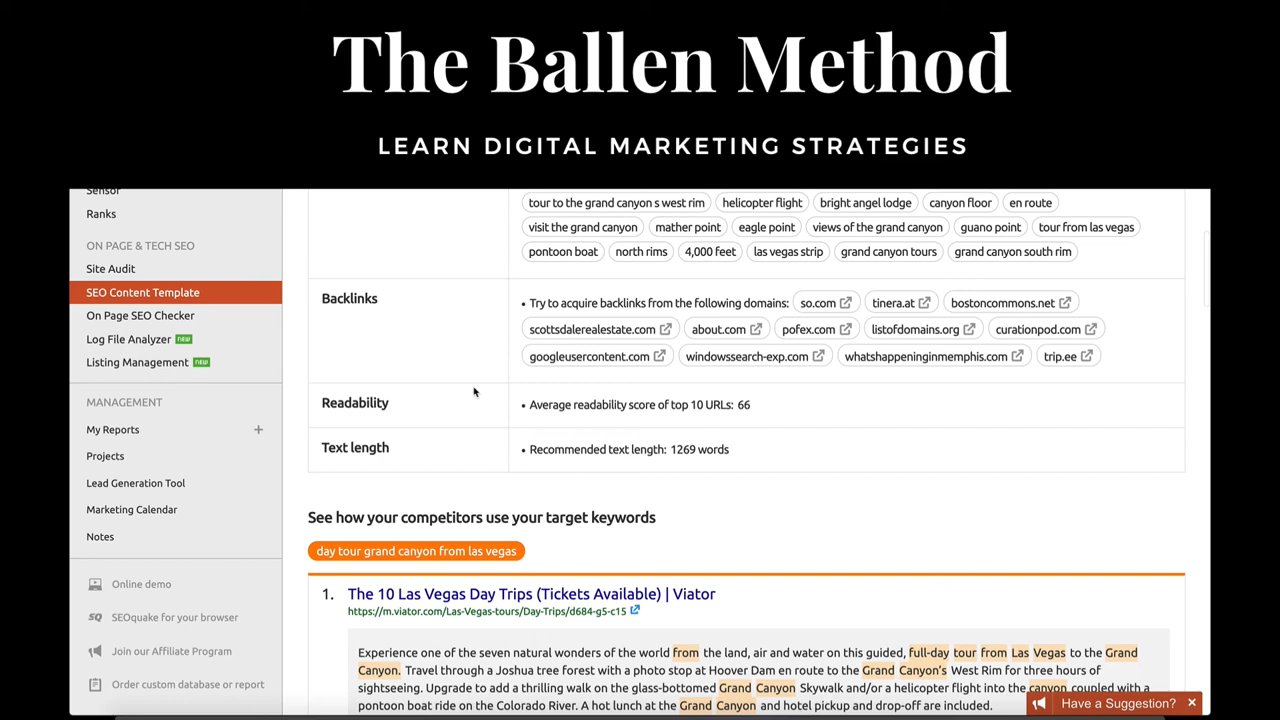 The Ballen Method
LEARN DIGITAL MARKETING STRATEGIES
Sensor
Ranks
ON PAGE & TECH SEO
Site Audit
SEO Content Template
On Page SEO Checker
Log File Analyzer NEW
Listing Management NEW
MANAGEMENT
My Reports +
Projects
Lead Generation Tool
Marketing Calendar
Notes
Online demo
SQ SEOquake for your browser
Join our Affiliate Program
Order custom database or report
tour to the grand canyon s west rim helicopter flight bright angel lodge canyon floor en route
visit the grand canyon mather point eagle point views of the grand canyon guano point tour from las vegas
pontoon boat north rims 4,000 feet las vegas strip grand canyon tours grand canyon south rim
Backlinks
• Try to acquire backlinks from the following domains: so.com tinera.at bostoncommons.net
scottsdalerealestate.com about.com pofex.com listofdomains.org curationpod.com
googleusercontent.com windowssearch-exp.com whatshappeninginmemphis.com trip.ee
Readability
• Average readability score of top 10 URLs: 66
Text length
• Recommended text length: 1269 words
See how your competitors use your target keywords
day tour grand canyon from las vegas
1. The 10 Las Vegas Day Trips (Tickets Available) | Viator
https://m.viator.com/Las-Vegas-tours/Day-Trips/d684-g5-c15
Experience one of the seven natural wonders of the world from the land, air and water on this guided, full-day tour from Las Vegas to the Grand
Canyon. Travel through a Joshua tree forest with a photo stop at Hoover Dam en route to the Grand Canyon's West Rim for three hours of
sightseeing. Upgrade to add a thrilling walk on the glass-bottomed Grand Canyon Skywalk and/or a helicopter flight into the canyon coupled with a
pontoon boat ride on the Colorado River. A hot lunch at the Grand Canyon and hotel pickup and drop-off are included.
Have a Suggestion? ×